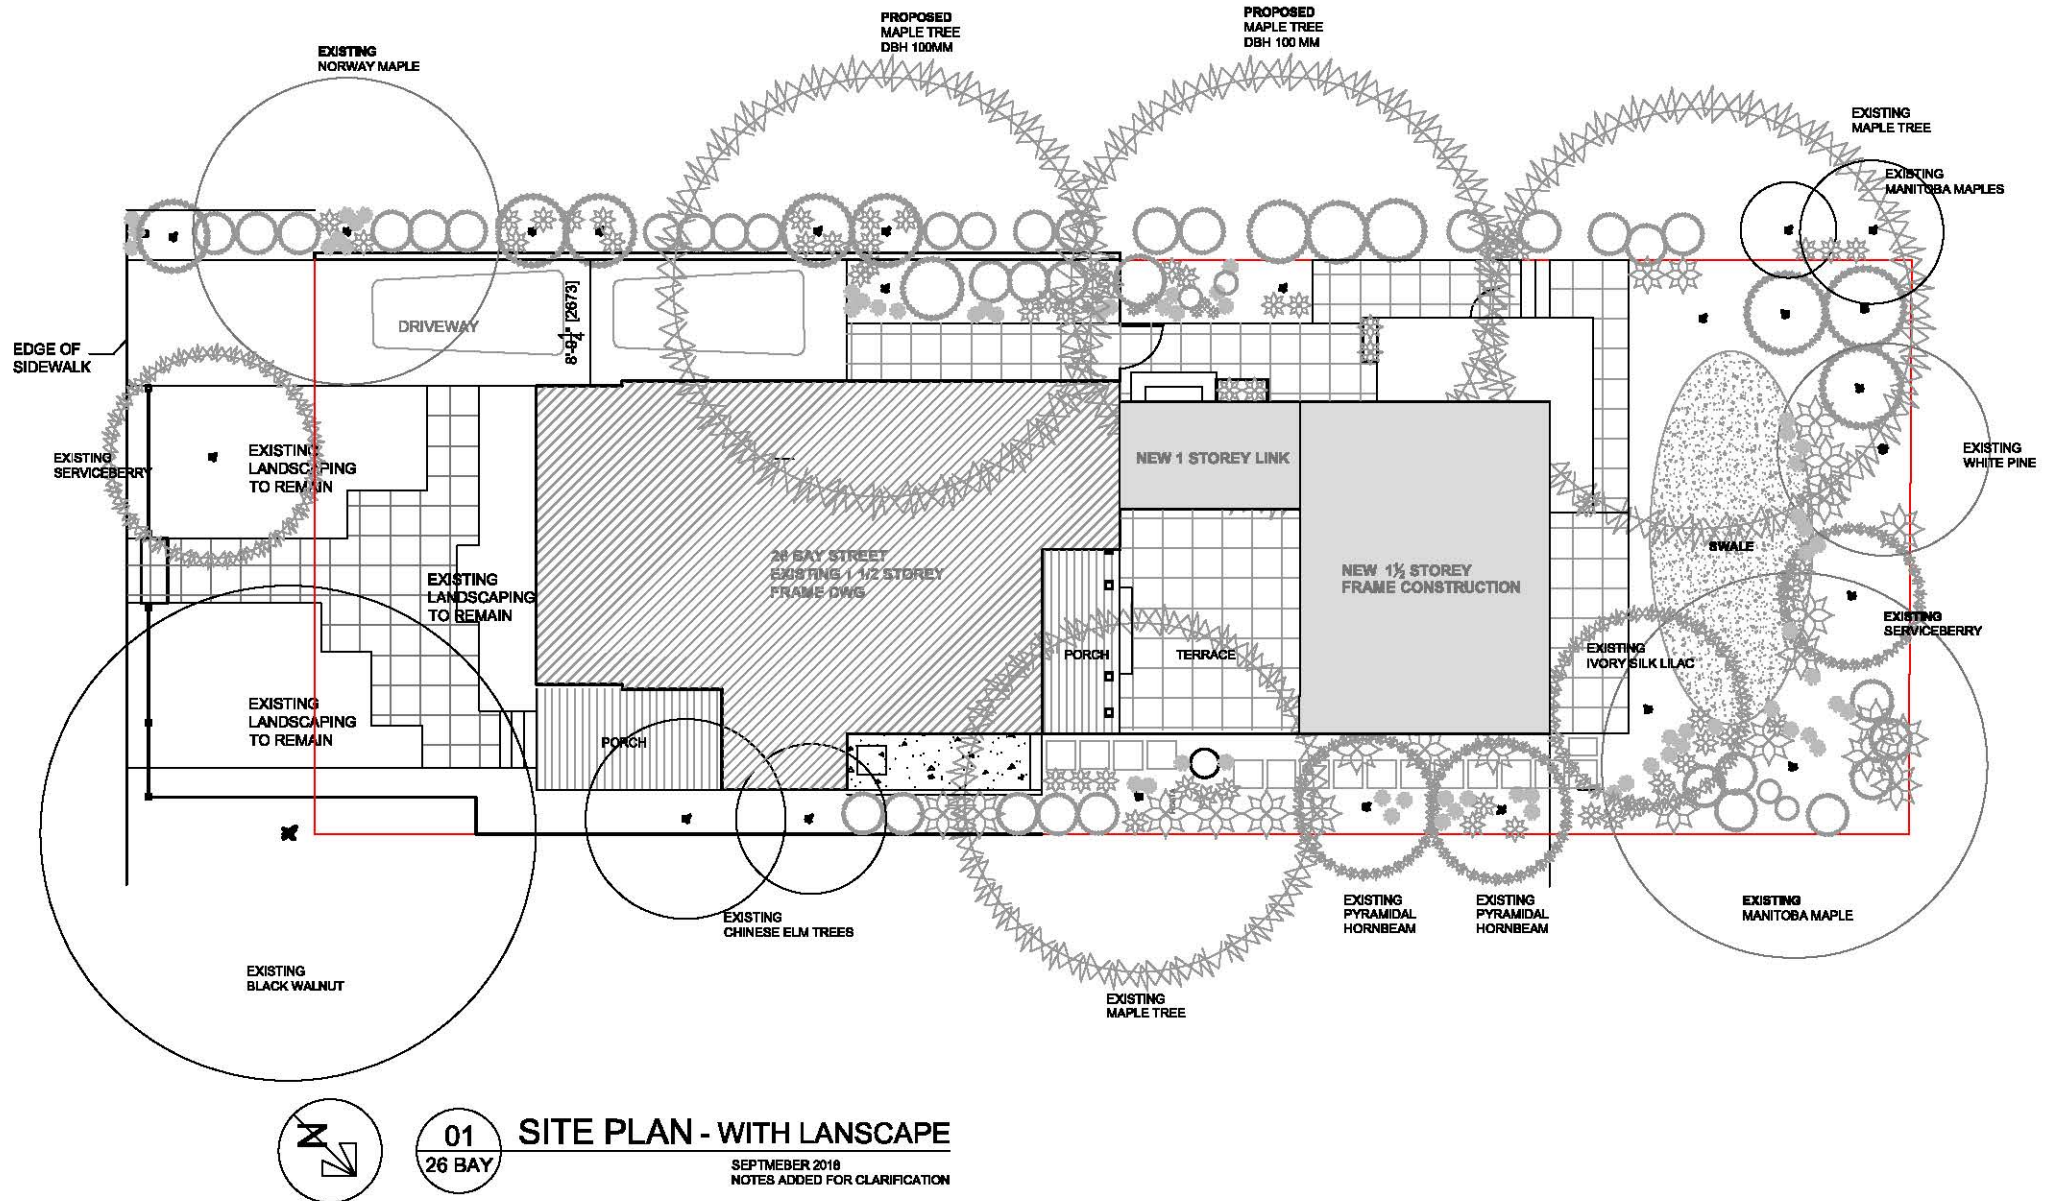 PROPOSED
MAPLE TREE
DBH 100MM
PROPOSED
MAPLE TREE
DBH 100 MM
EXISTING
NORWAY MAPLE
EXISTING
MAPLE TREE
EXISTING
MANITOBA MAPLES
DRIVEWAY
8'-9 1/4" [2673]
EDGE OF
SIDEWALK
EXISTING
SERVICEBERRY
EXISTING
LANDSCAPING
TO REMAIN
NEW 1 STOREY LINK
EXISTING
WHITE PINE
26 BAY STREET
EXISTING 1 1/2 STOREY
FRAME DWG
SWALE
EXISTING
LANDSCAPING
TO REMAIN
NEW 1½ STOREY
FRAME CONSTRUCTION
EXISTING
SERVICEBERRY
PORCH
TERRACE
EXISTING
IVORY SILK LILAC
EXISTING
LANDSCAPING
TO REMAIN
PORCH
EXISTING
CHINESE ELM TREES
EXISTING
PYRAMIDAL
HORNBEAM
EXISTING
PYRAMIDAL
HORNBEAM
EXISTING
MANITOBA MAPLE
EXISTING
BLACK WALNUT
EXISTING
MAPLE TREE
N
01
26 BAY
SITE PLAN - WITH LANSCAPE
SEPTMEBER 2018
NOTES ADDED FOR CLARIFICATION